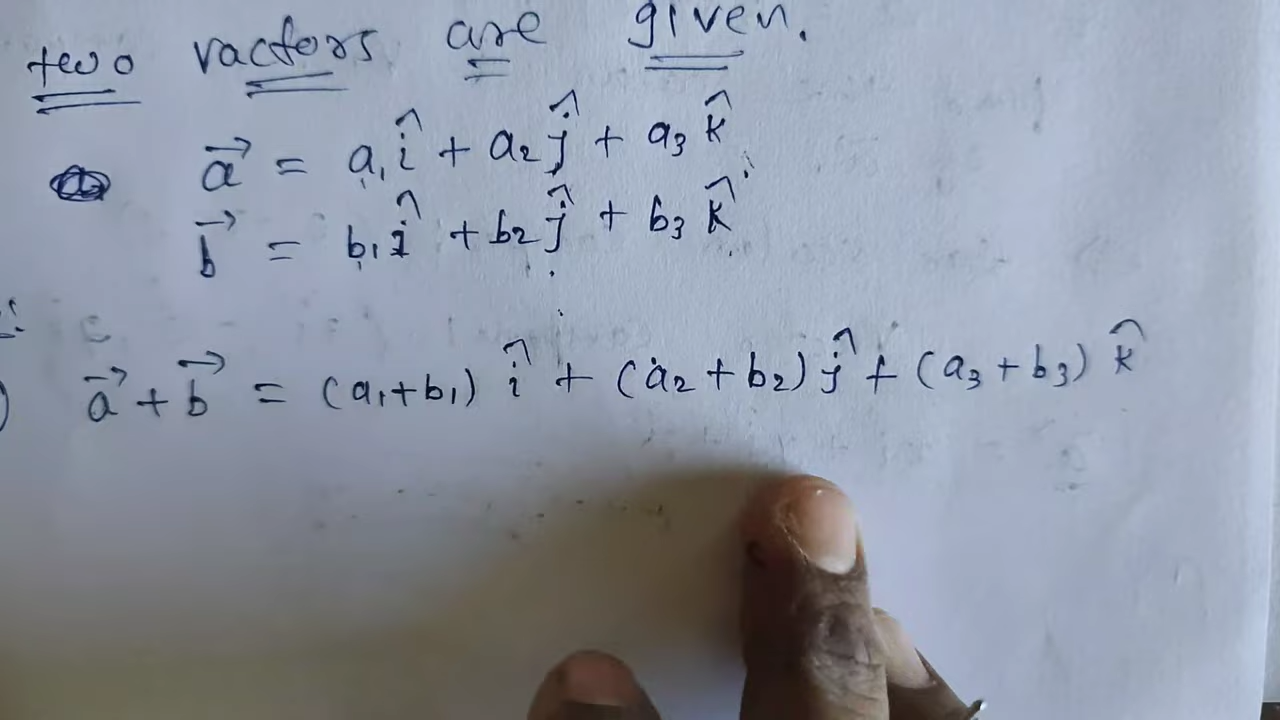 two vactors are given.
a⃗ = a₁î + a₂ĵ + a₃k̂
b⃗ = b₁î + b₂ĵ + b₃k̂
a⃗ + b⃗ = (a₁+b₁) î + (a₂ + b₂) ĵ + (a₃ + b₃) k̂